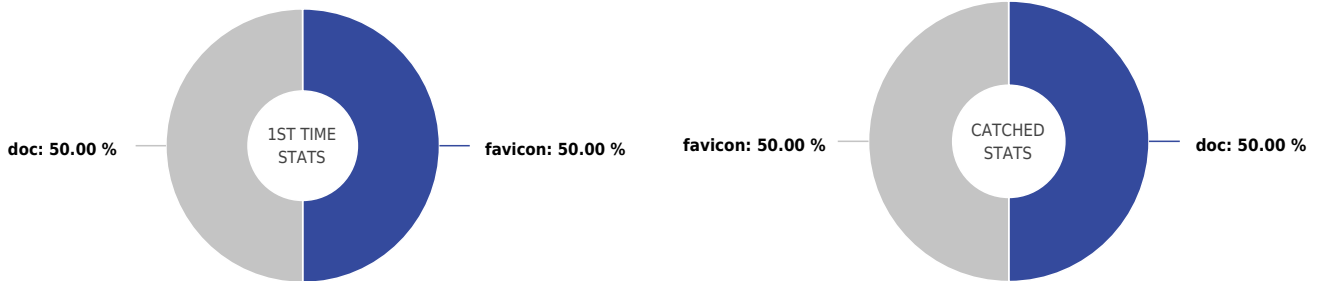 doc: 50.00 %
1ST TIME
STATS
favicon: 50.00 %
favicon: 50.00 %
CATCHED
STATS
doc: 50.00 %